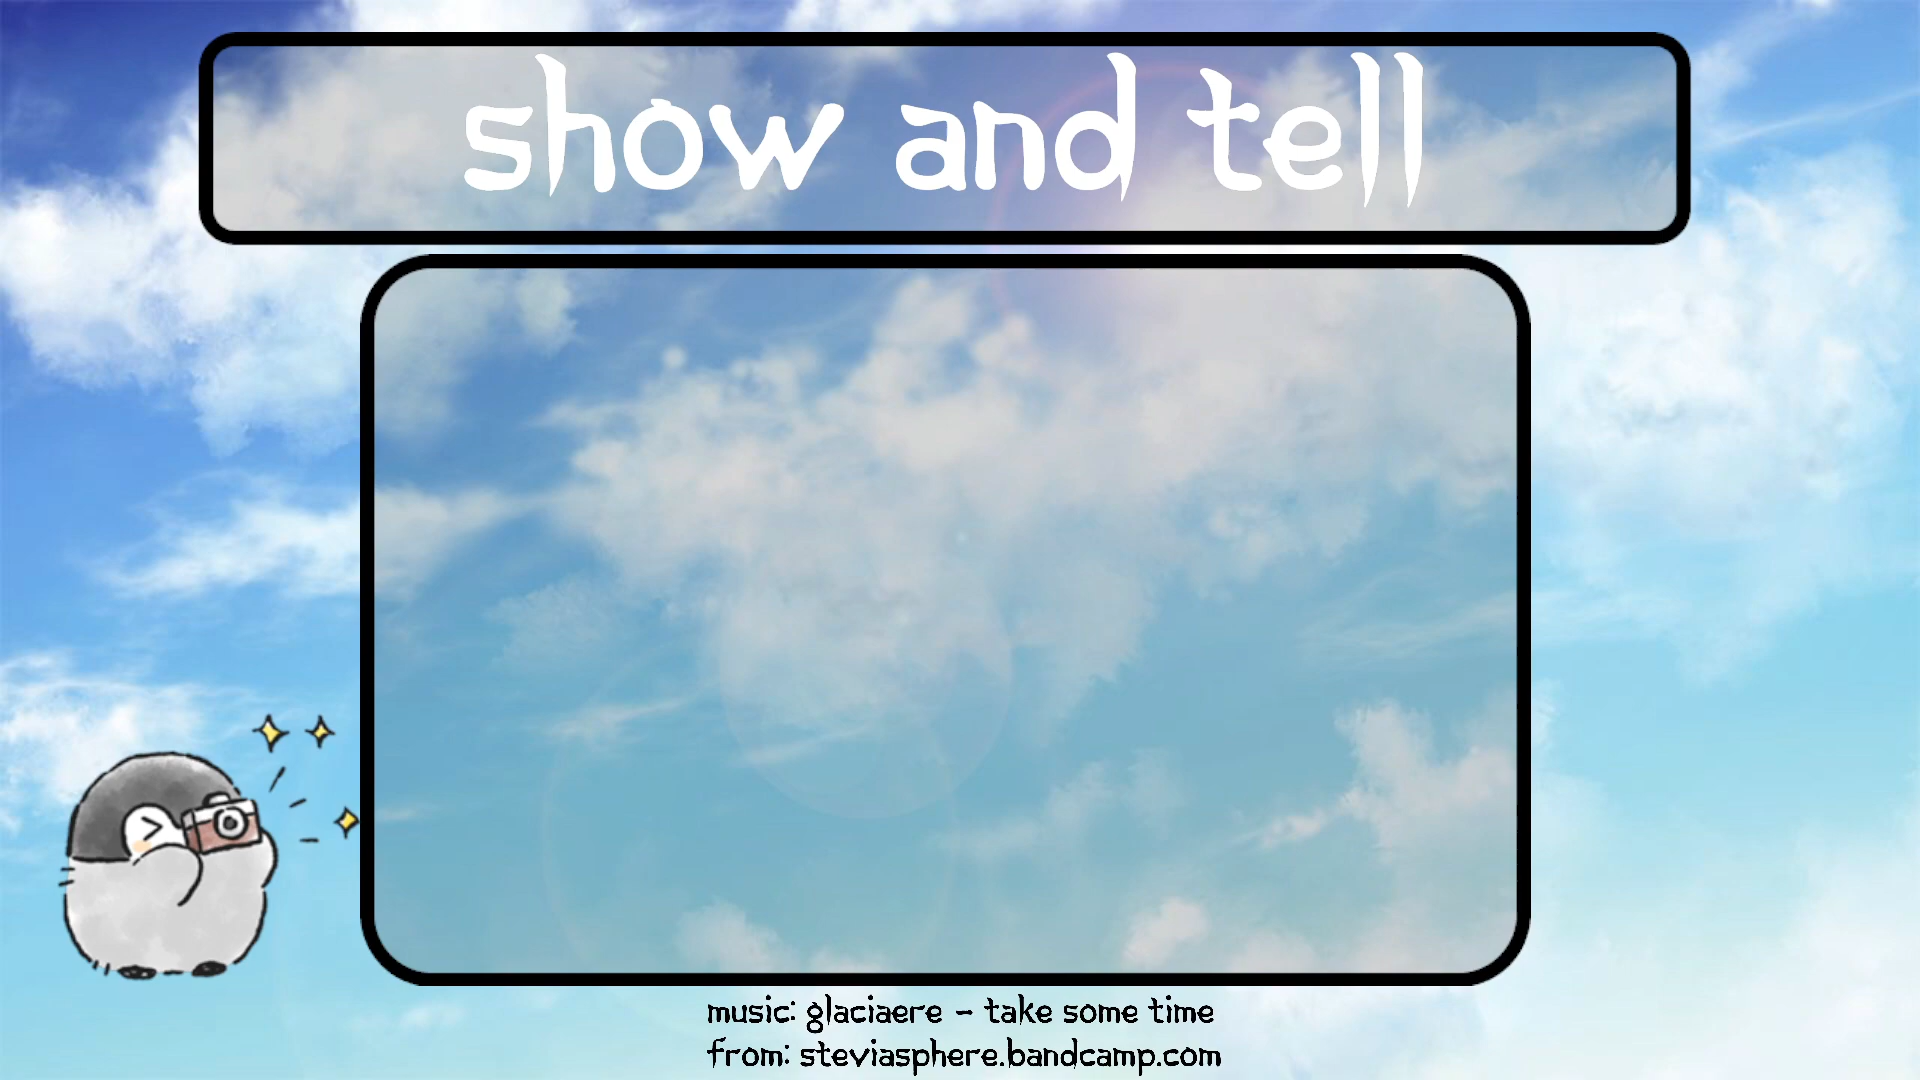 show and tell
music: glaciaere - take some time
from: steviasphere.bandcamp.com